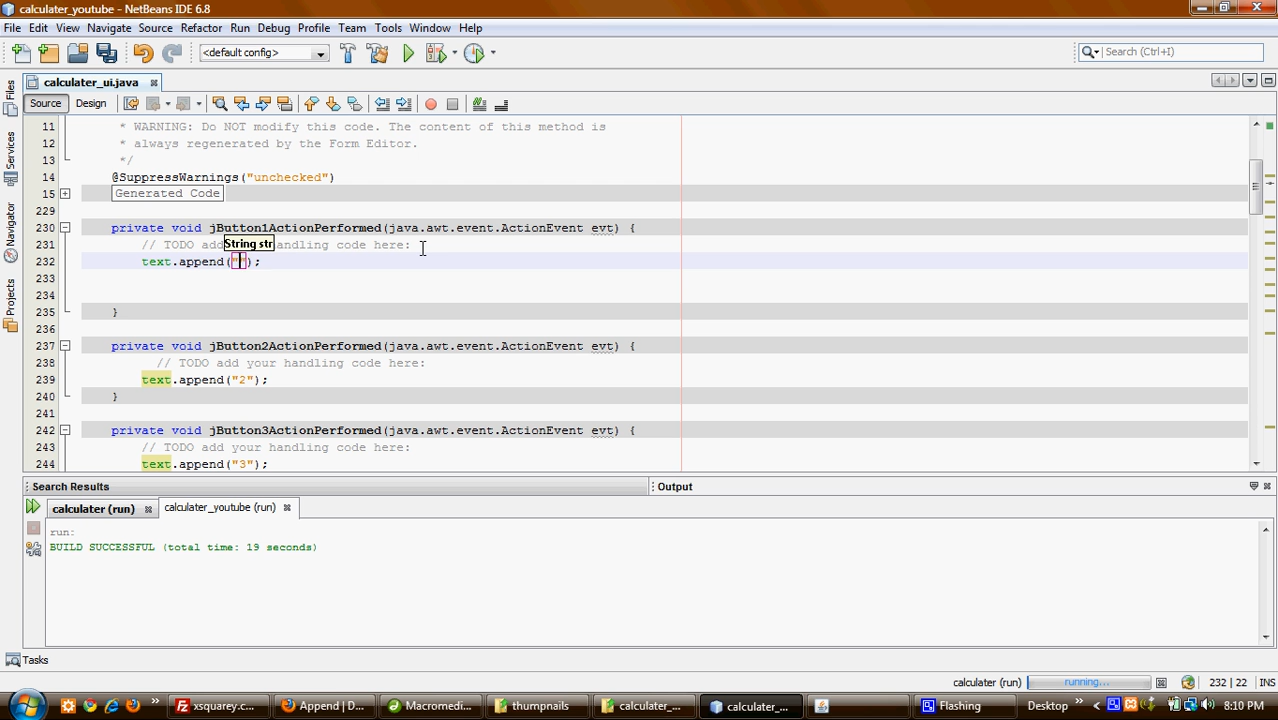 calculater_youtube - NetBeans IDE 6.8
File Edit View Navigate Source Refactor Run Debug Profile Team Tools Window Help
<default config>
Search (Ctrl+I)
calculater_ui.java
Source Design
Files
Services
Navigator
Projects
11 * WARNING: Do NOT modify this code. The content of this method is
12 * always regenerated by the Form Editor.
13 */
14 @SuppressWarnings("unchecked")
15 Generated Code
229
230 private void jButton1ActionPerformed(java.awt.event.ActionEvent evt) {
231 // TODO add String str handling code here:
232 text.append("");
233
234
235 }
236
237 private void jButton2ActionPerformed(java.awt.event.ActionEvent evt) {
238 // TODO add your handling code here:
239 text.append("2");
240 }
241
242 private void jButton3ActionPerformed(java.awt.event.ActionEvent evt) {
243 // TODO add your handling code here:
244 text.append("3");
Search Results Output
calculater (run) calculater_youtube (run)
run:
BUILD SUCCESSFUL (total time: 19 seconds)
Tasks
calculater (run) running... 232 | 22 INS
xsquarey.c... Append | D... Macromedi... thumbnails calculater_... calculater_... Flashing Desktop 8:10 PM